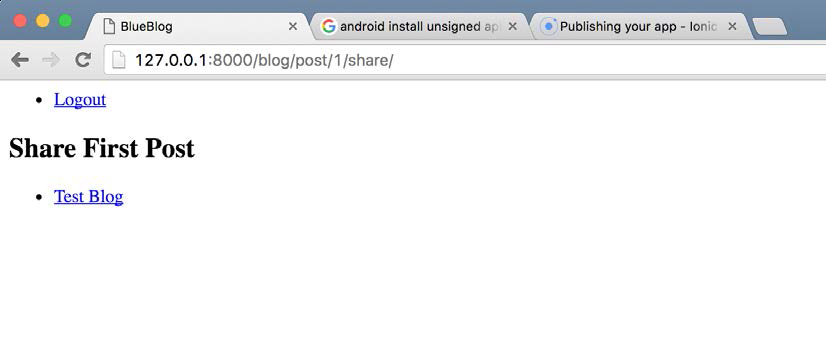 BlueBlog
android install unsigned ap
Publishing your app - Ionic
127.0.0.1:8000/blog/post/1/share/
Logout
Share First Post
Test Blog